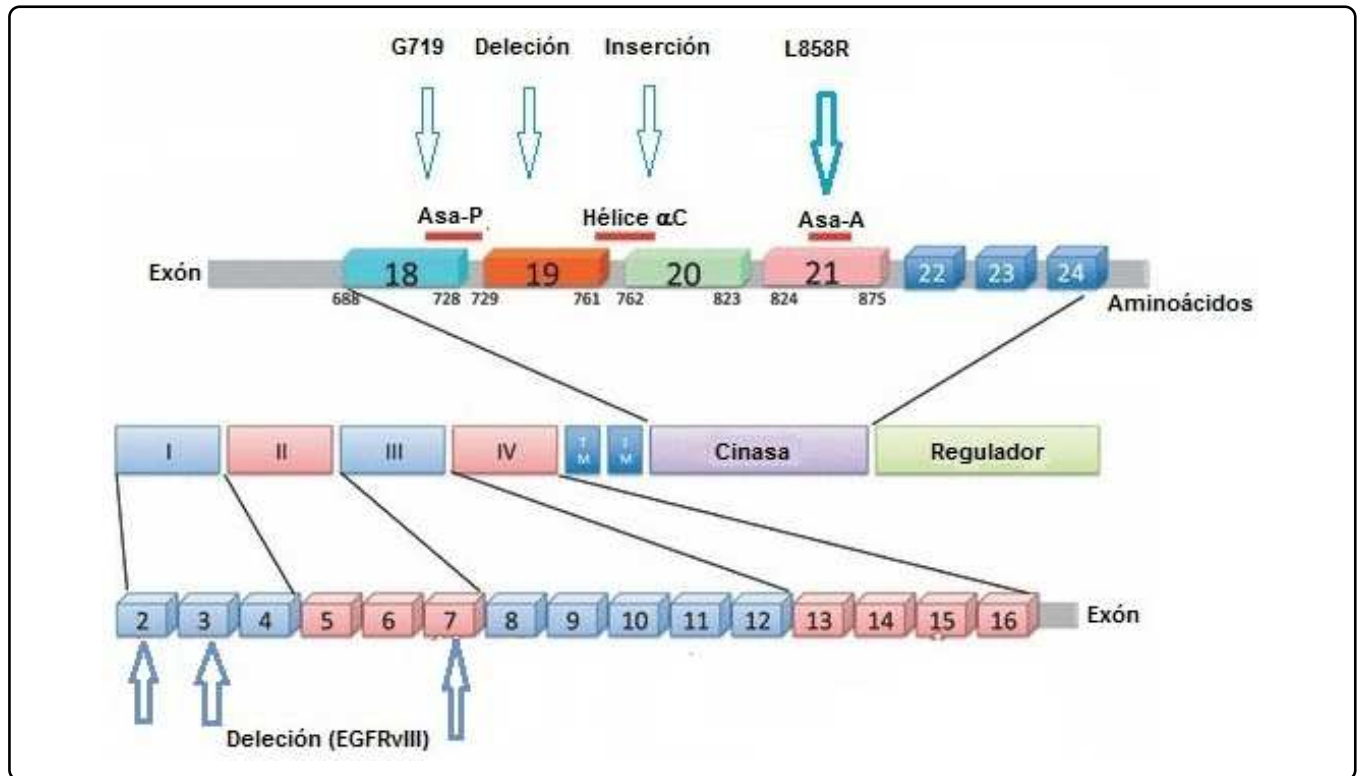 G719 Deleción Inserción L858R
Asa-P Hélice αC Asa-A
Exón 18 19 20 21 22 23 24
688 728 729 761 762 823 824 875
Aminoácidos
I II III IV TM TM Cinasa Regulador
2 3 4 5 6 7 8 9 10 11 12 13 14 15 16 Exón
Deleción (EGFRvIII)